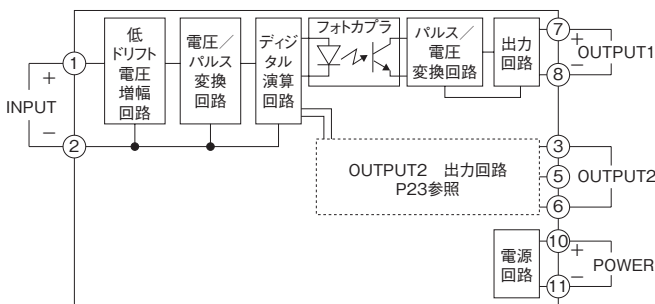 低
ドリフト
電圧
増幅
回路
電圧／
パルス
変換
回路
ディジ
タル
演算
回路
フォトカプラ
パルス／
電圧
変換回路
出力
回路
7
+
OUTPUT1
−
8
1
+
INPUT
−
2
OUTPUT2 出力回路
P23参照
3
5
OUTPUT2
6
電源
回路
10
+
POWER
−
11